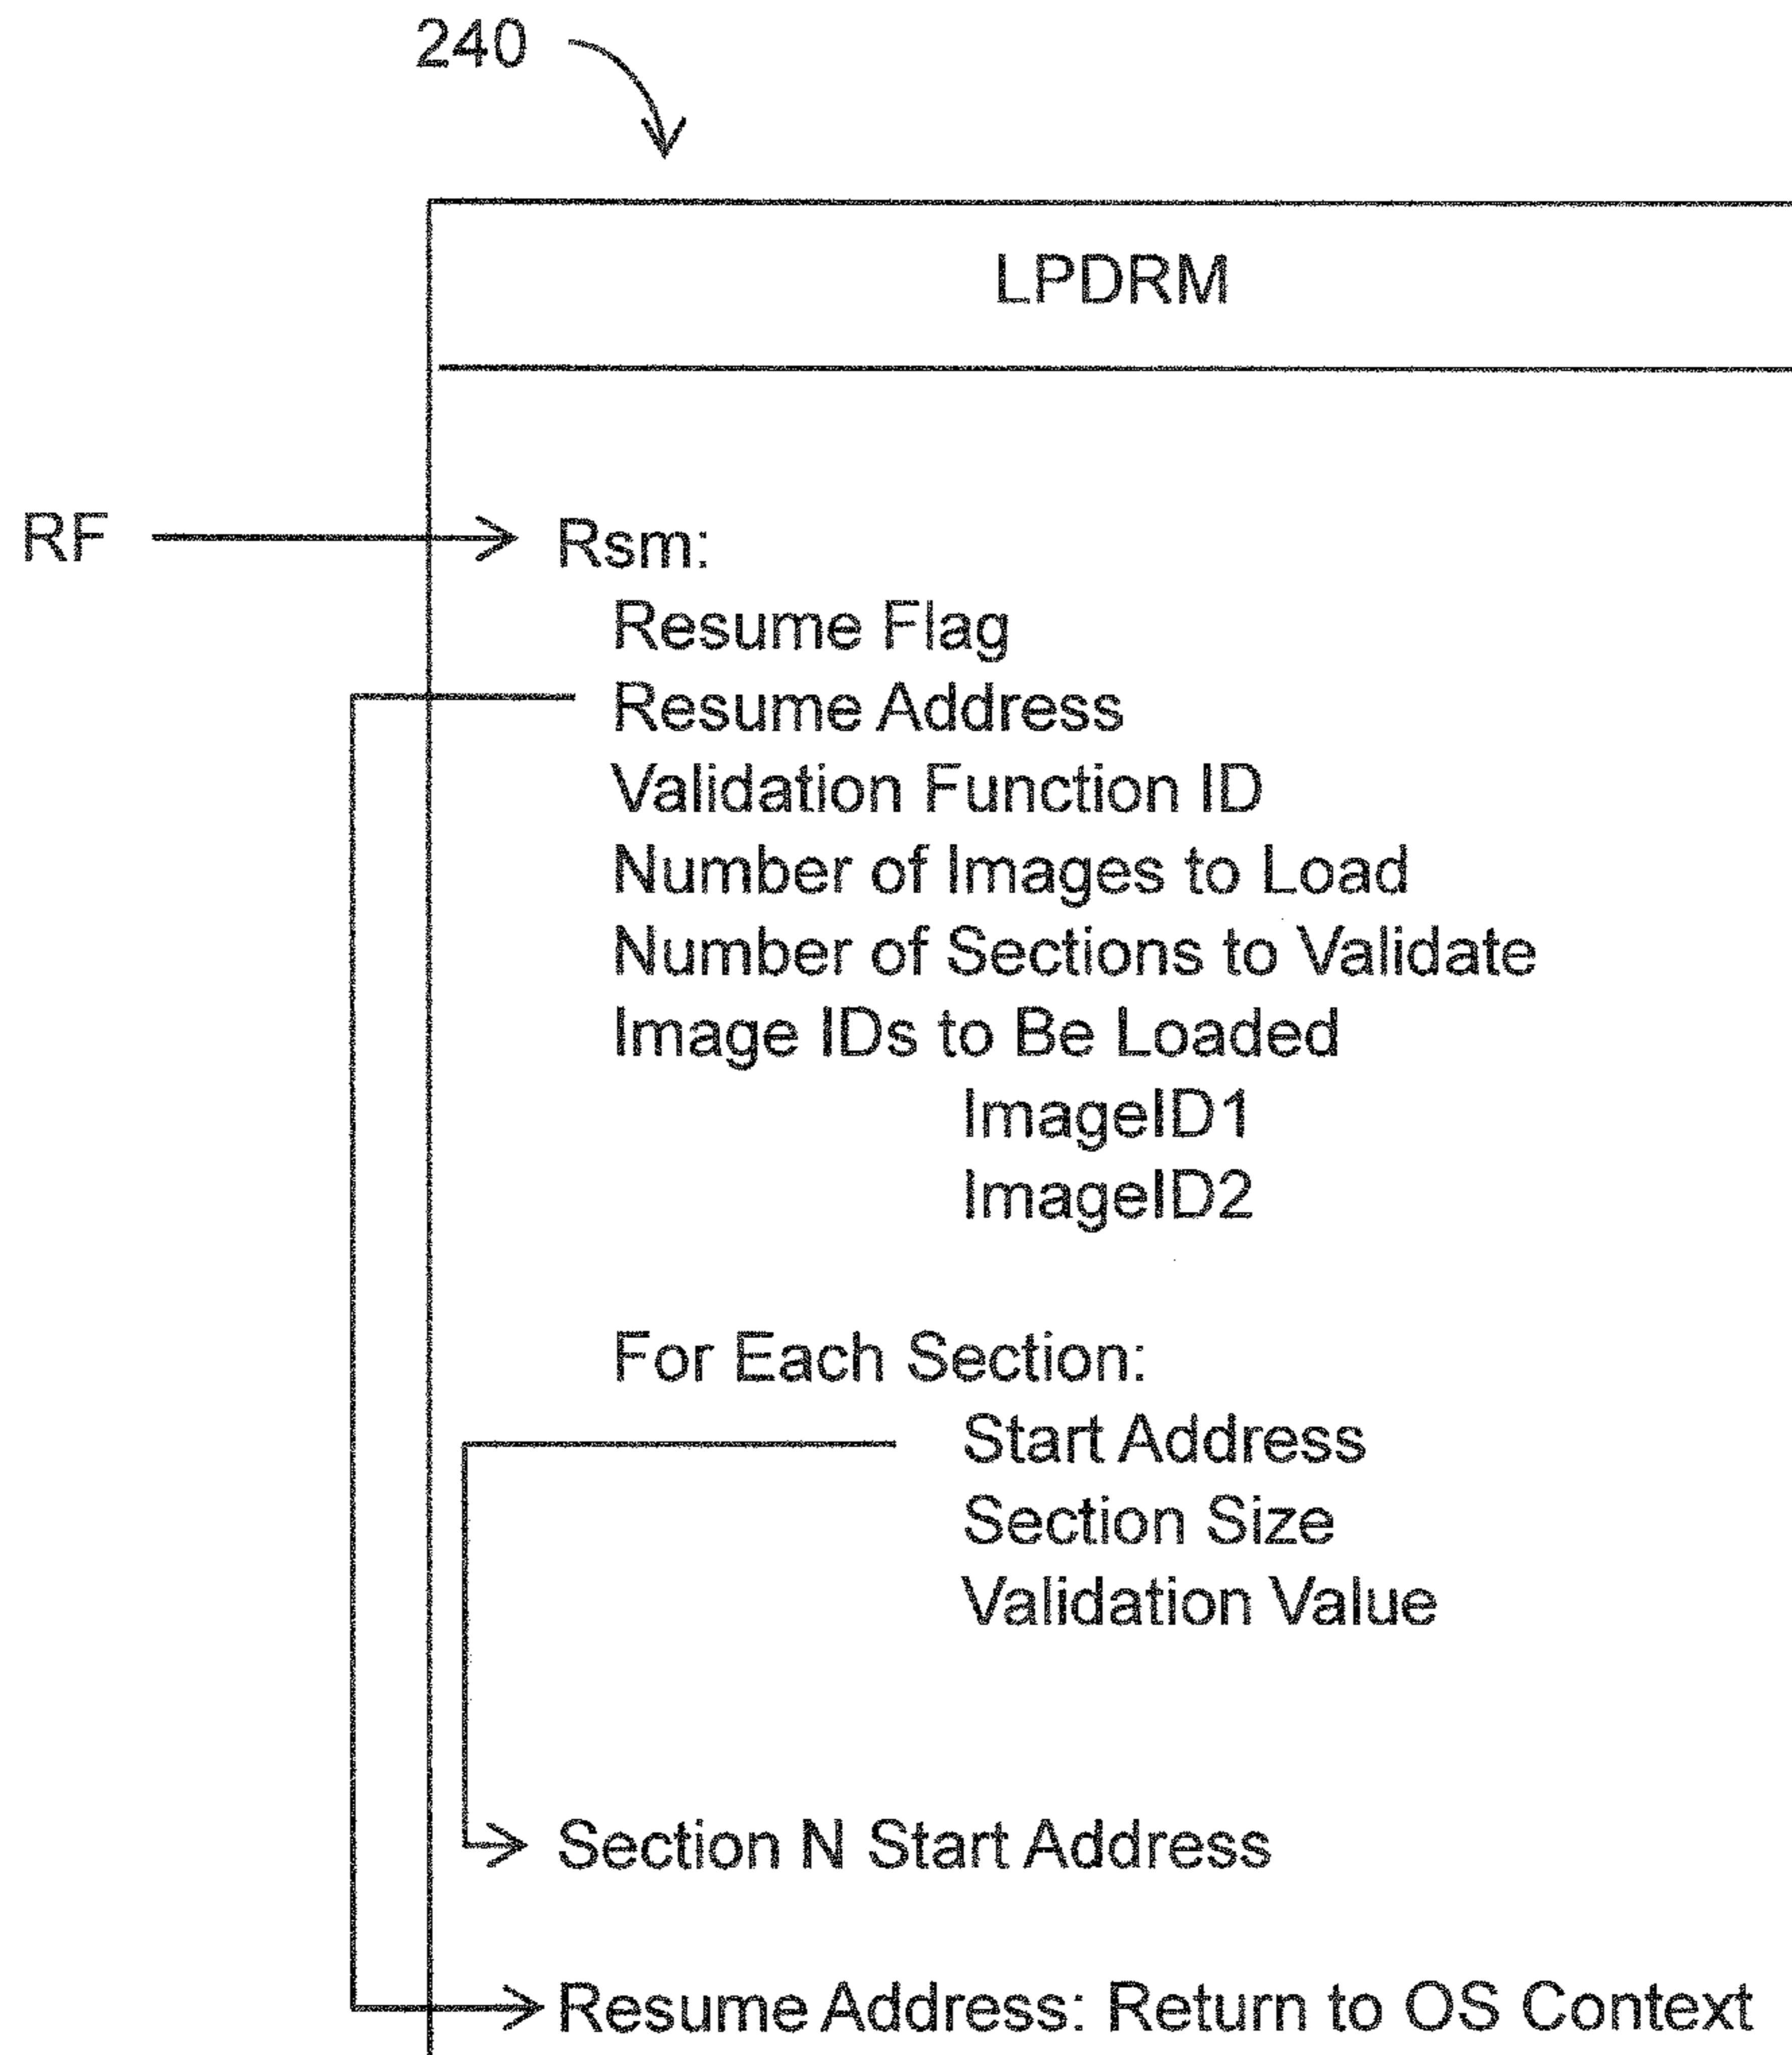 240
LPDRM
RF
Rsm:
Resume Flag
Resume Address
Validation Function ID
Number of Images to Load
Number of Sections to Validate
Image IDs to Be Loaded
ImageID1
ImageID2
For Each Section:
Start Address
Section Size
Validation Value
Section N Start Address
Resume Address: Return to OS Context